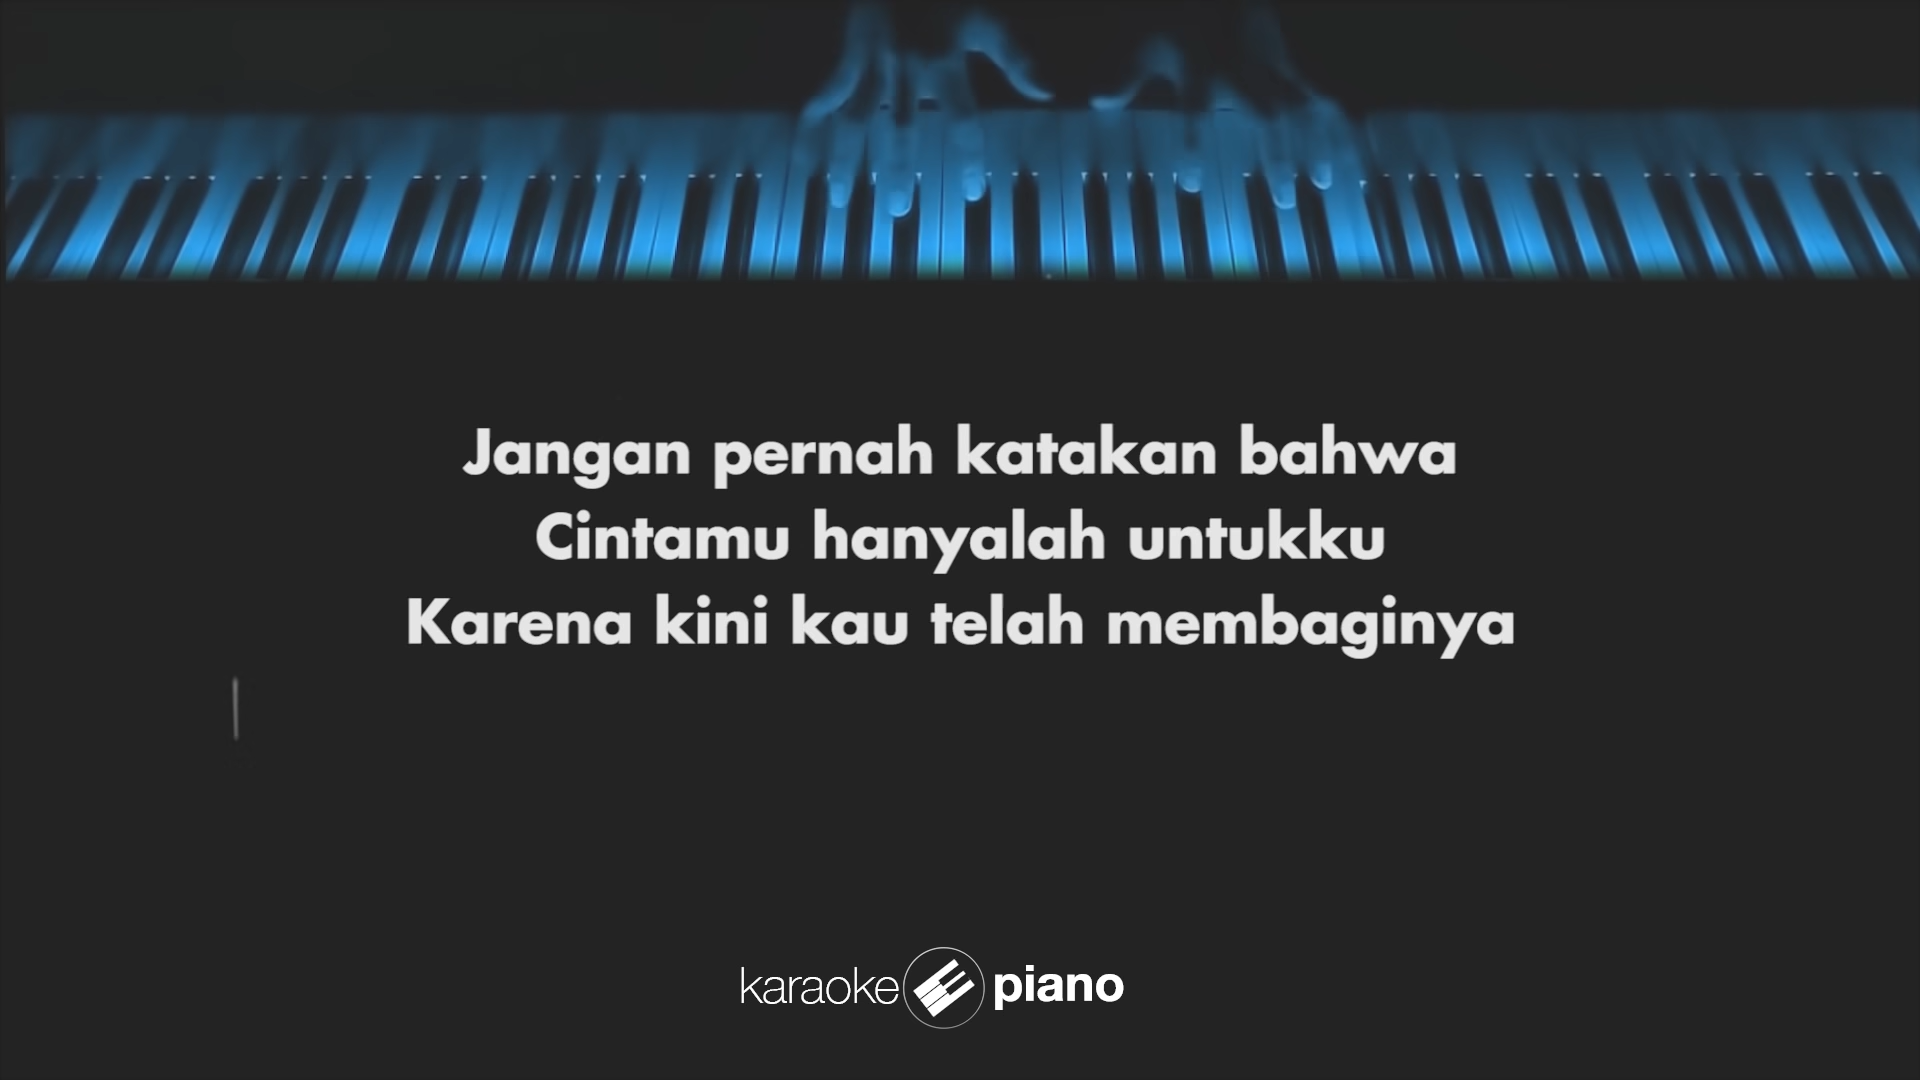 Jangan pernah katakan bahwa
Cintamu hanyalah untukku
Karena kini kau telah membaginya
karaoke piano